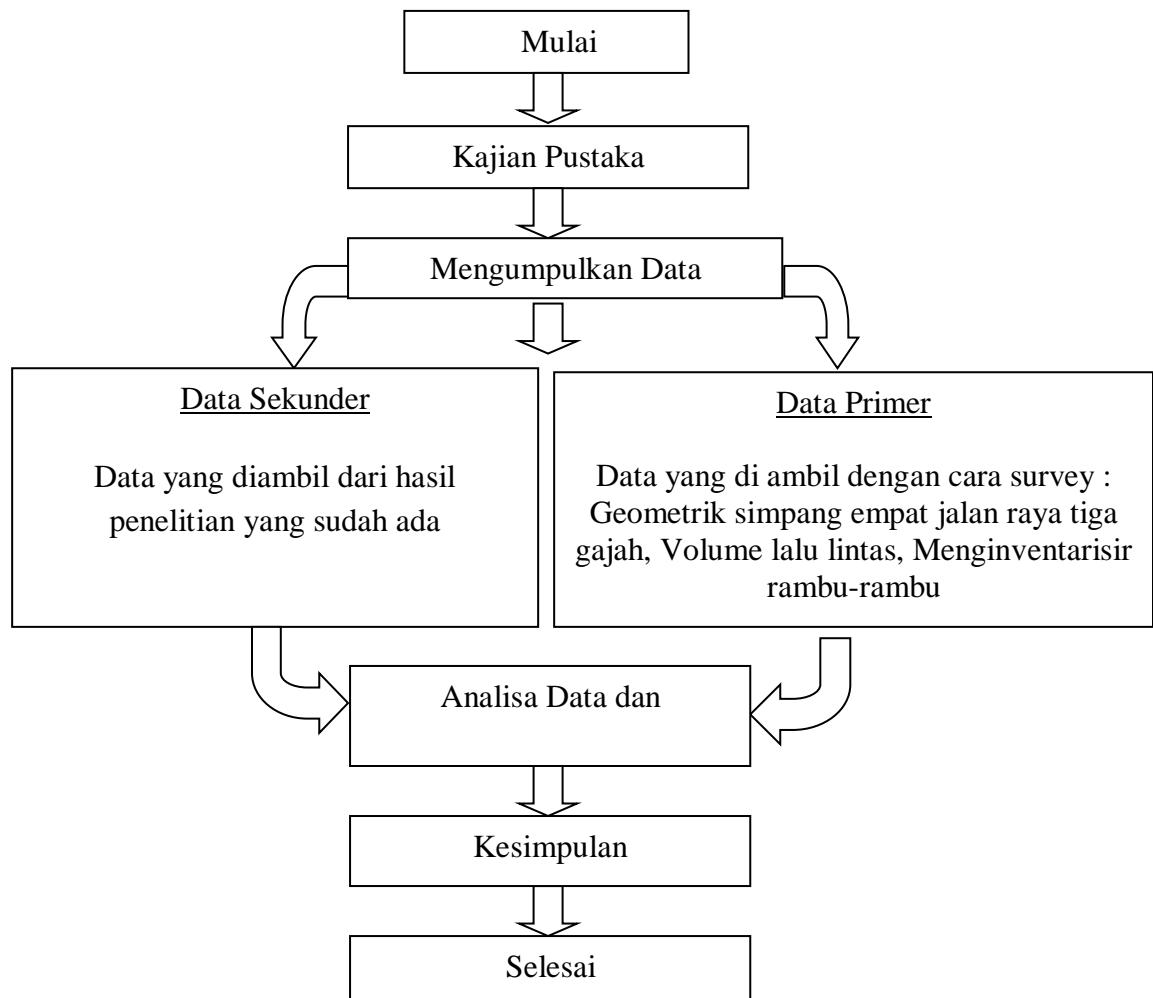 Mulai
Kajian Pustaka
Mengumpulkan Data
Data Sekunder
Data yang diambil dari hasil
penelitian yang sudah ada
Data Primer
Data yang di ambil dengan cara survey :
Geometrik simpang empat jalan raya tiga
gajah, Volume lalu lintas, Menginventarisir
rambu-rambu
Analisa Data dan
Kesimpulan
Selesai